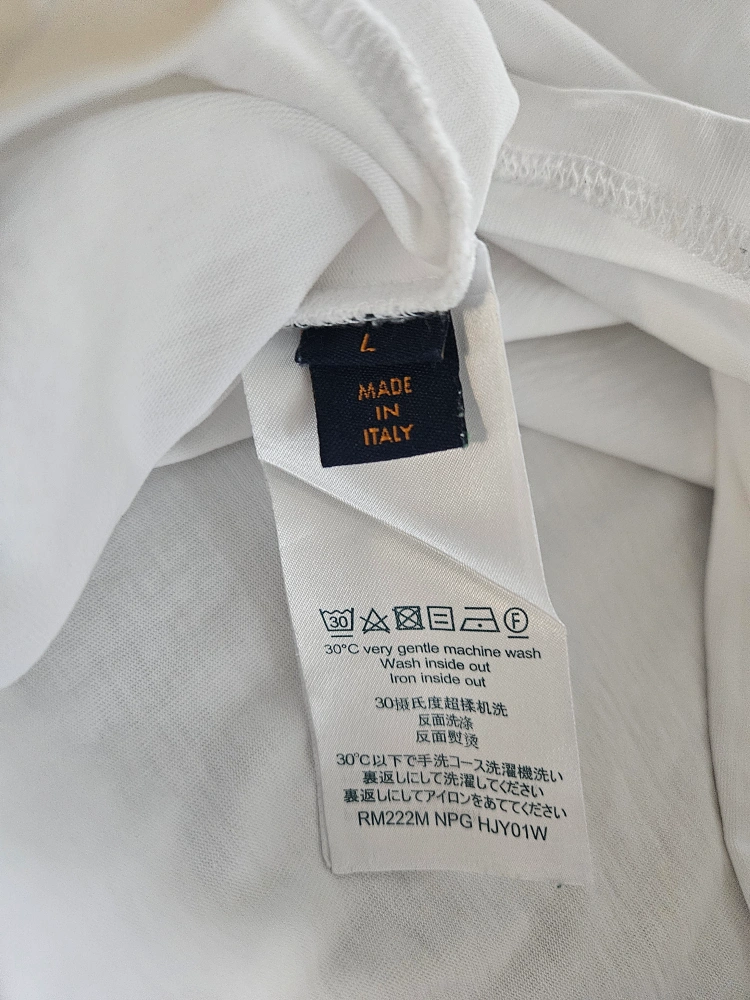 L
MADE
IN
ITALY
30
F
30°C very gentle machine wash
Wash inside out
Iron inside out
30摄氏度超揉机洗
反面洗涤
反面熨烫
30°C以下で手洗コース洗濯機洗い
裏返しにして洗濯してください
裏返しにしてアイロンをあててください
RM222M NPG HJY01W